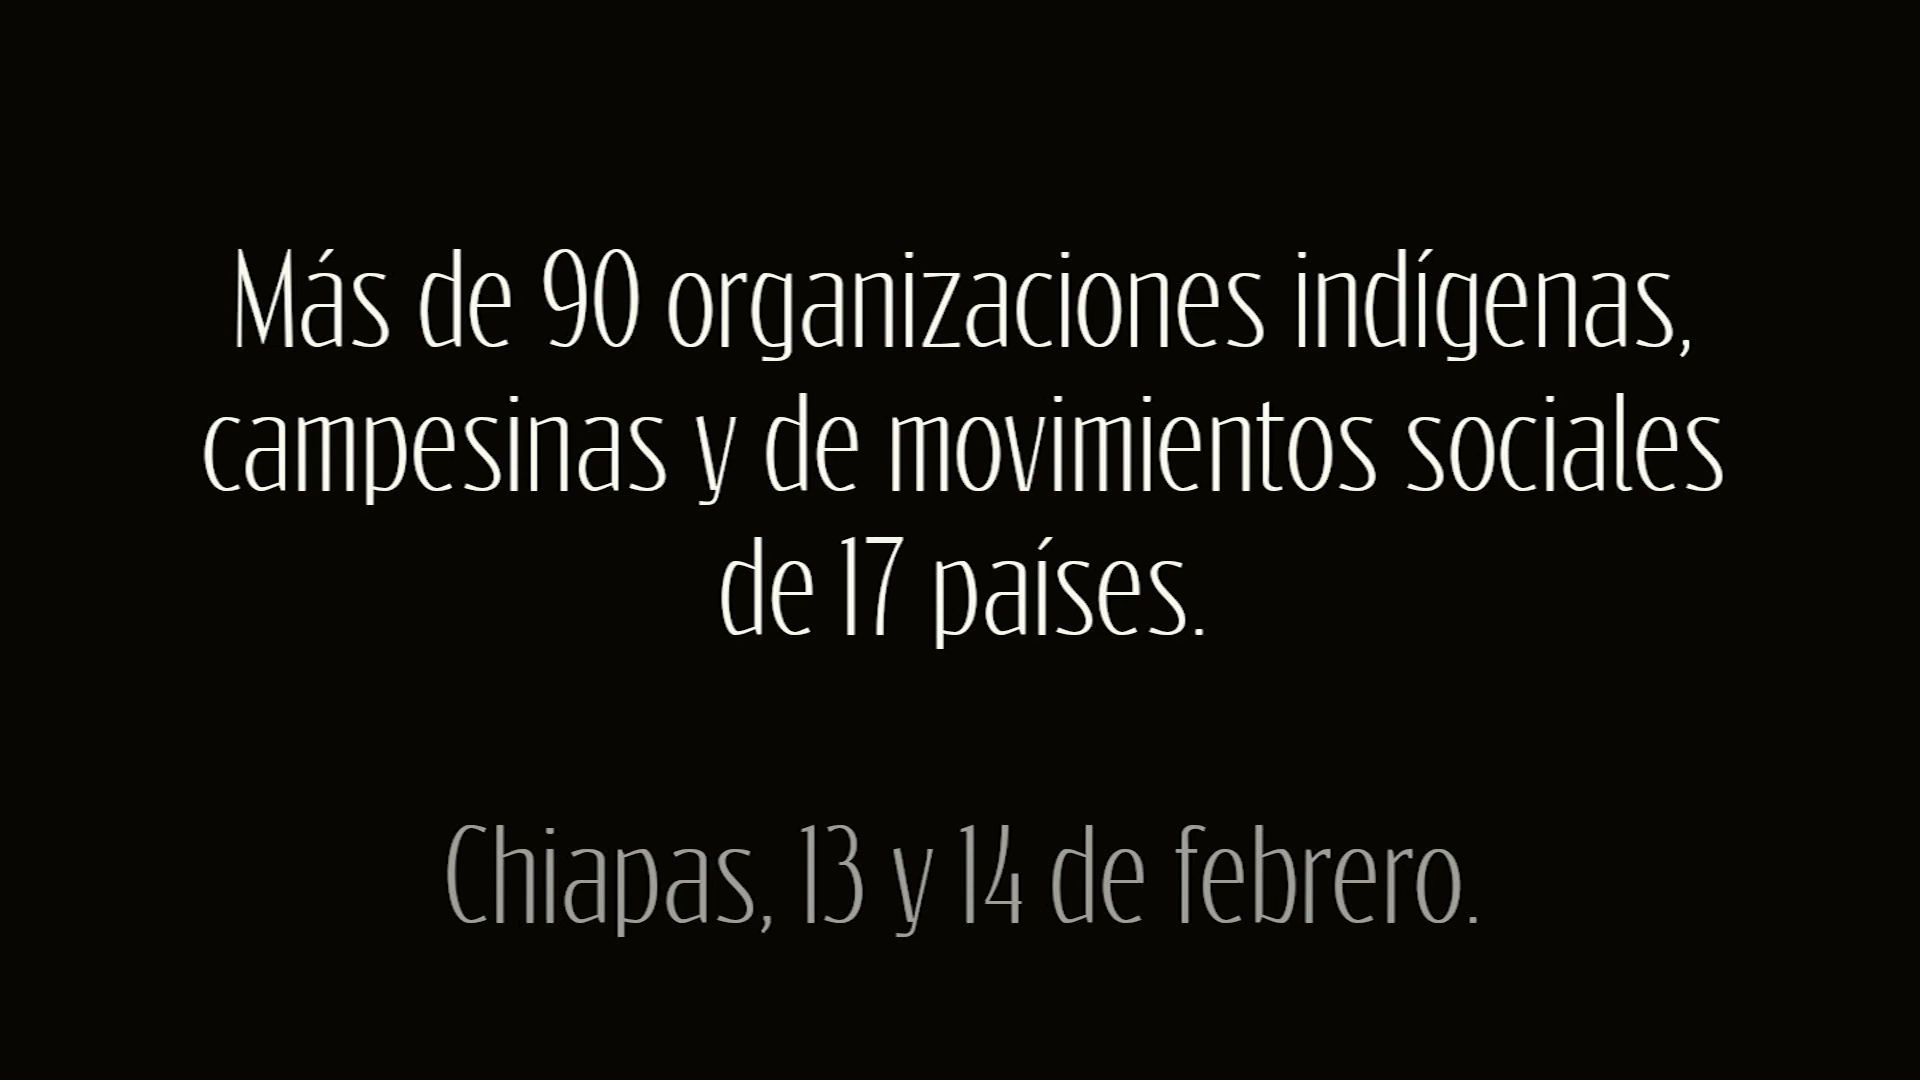 Más de 90 organizaciones indígenas,
campesinas y de movimientos sociales
de 17 países.
Chiapas, 13 y 14 de febrero.